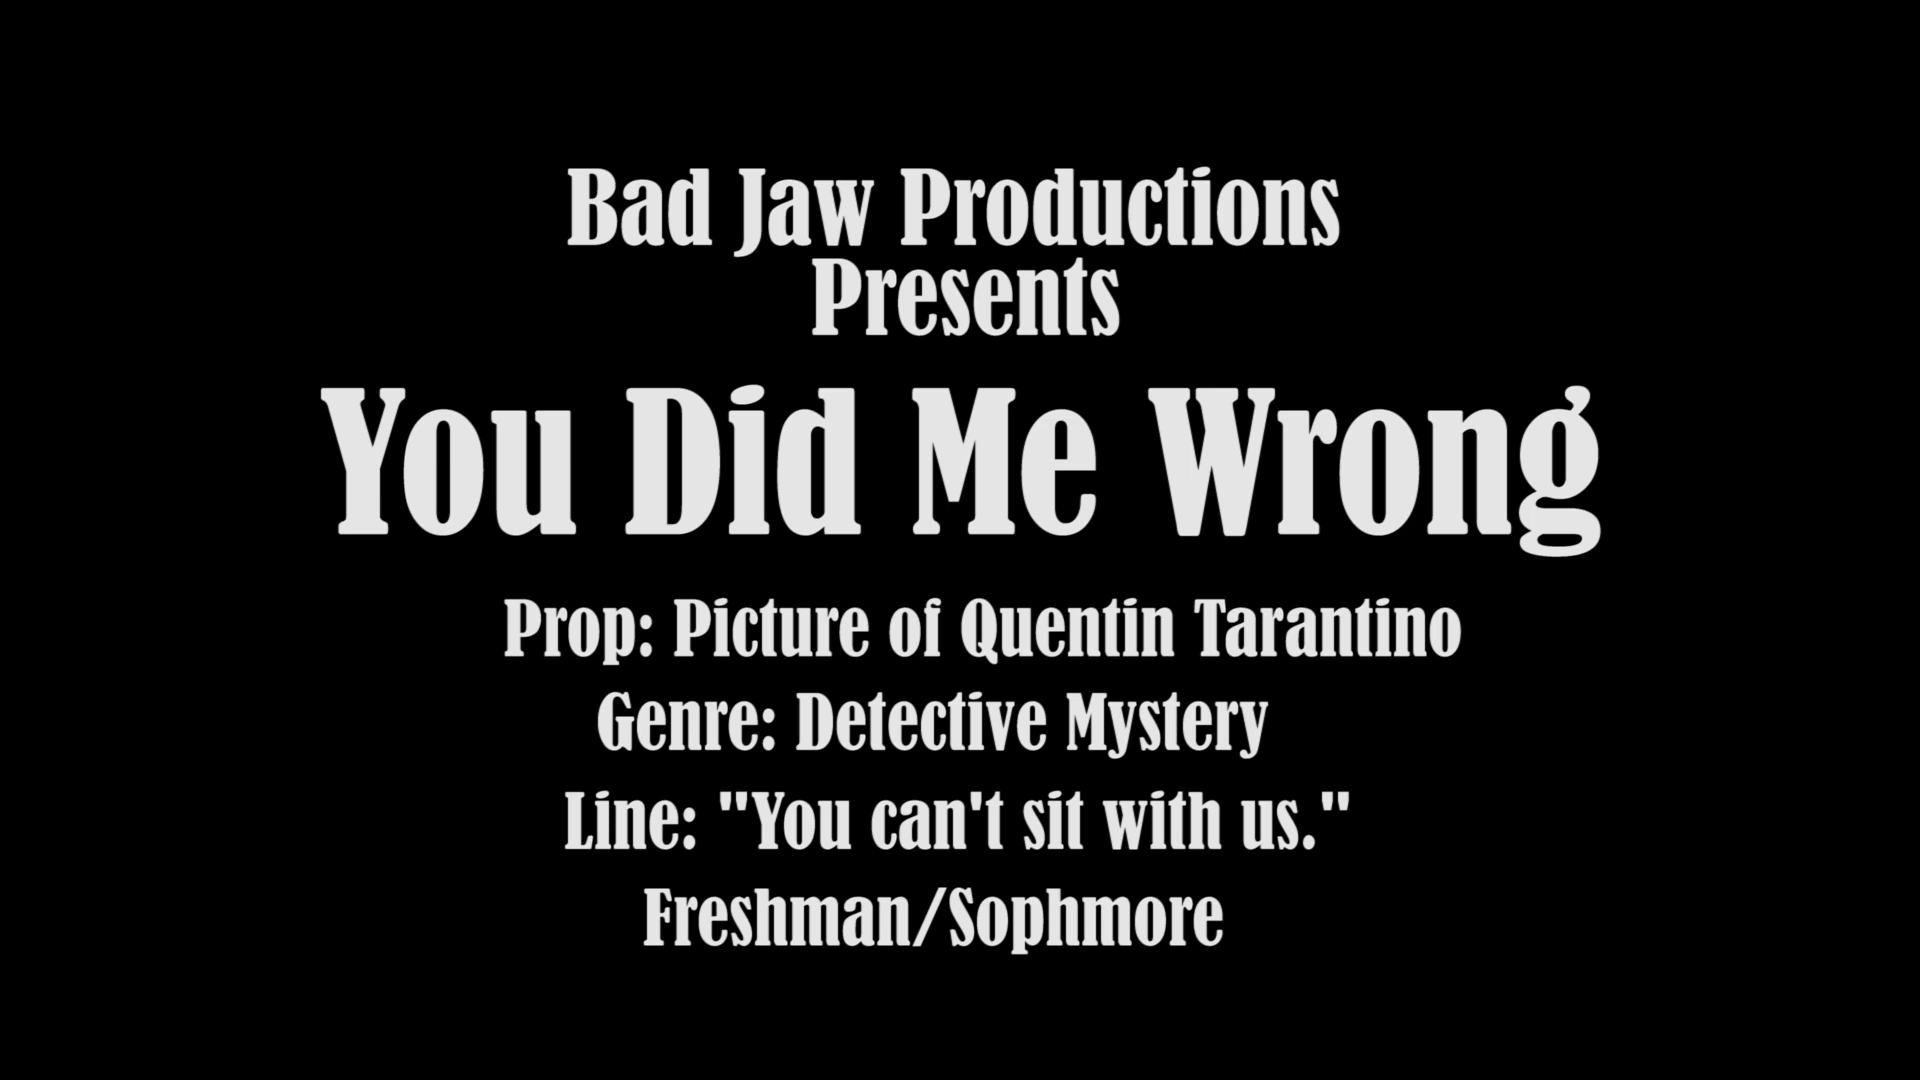 Bad Jaw Productions
Presents
You Did Me Wrong
Prop: Picture of Quentin Tarantino
Genre: Detective Mystery
Line: "You can't sit with us."
Freshman/Sophmore